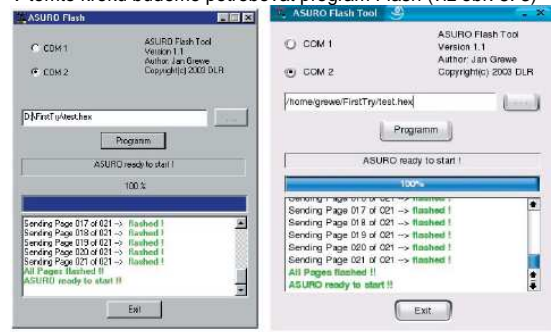 ASURO Flash
COM 1
COM 2
ASURO Flash Tool
Version 1.1
Author: Jan Grewe
Copyright(c) 2003 DLR
D:\FirstTry\test.hex
...
Programm
ASURO ready to start !
100 %
Sending Page 017 of 021 --> flashed !
Sending Page 018 of 021 --> flashed !
Sending Page 019 of 021 --> flashed !
Sending Page 020 of 021 --> flashed !
Sending Page 021 of 021 --> flashed !
All Pages flashed !!
ASURO ready to start !!
Exit
ASURO Flash Tool
COM 1
COM 2
ASURO Flash Tool
Version 1.1
Author: Jan Grewe
Copyright(c) 2003 DLR
/home/grewe/FirstTry/test.hex
...
Programm
ASURO ready to start !
100%
Sending Page 016 of 021 --> flashed !
Sending Page 017 of 021 --> flashed !
Sending Page 018 of 021 --> flashed !
Sending Page 019 of 021 --> flashed !
Sending Page 020 of 021 --> flashed !
Sending Page 021 of 021 --> flashed !
All Pages flashed !!
ASURO ready to start !!
Exit